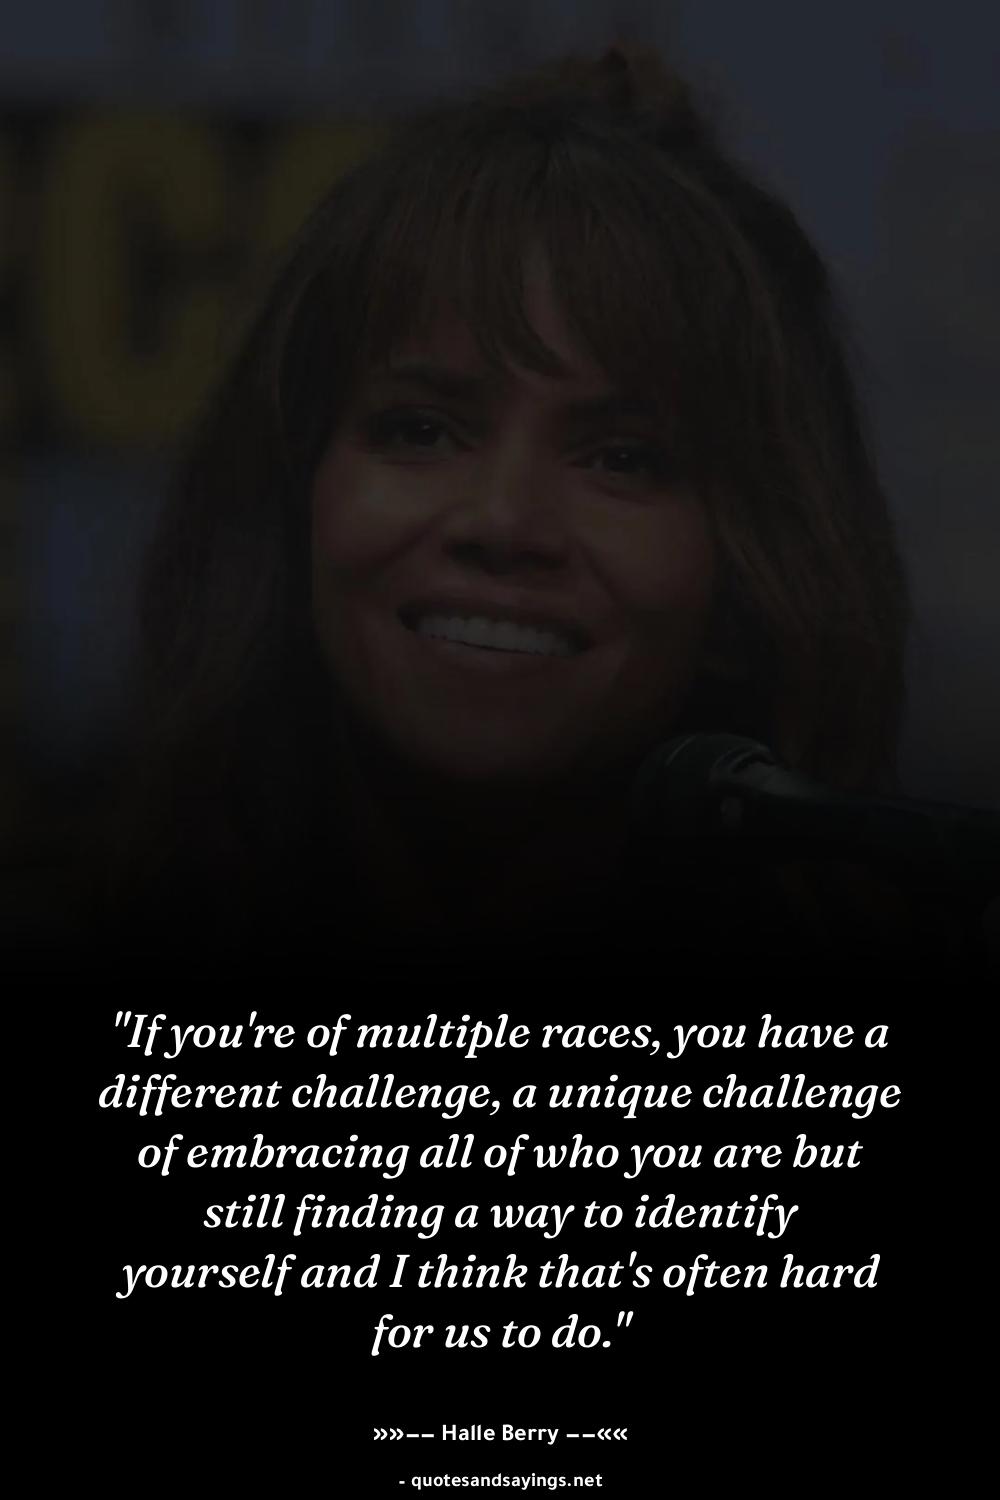 "If you're of multiple races, you have a
different challenge, a unique challenge
of embracing all of who you are but
still finding a way to identify
yourself and I think that's often hard
for us to do."
»»−− Halle Berry −−««
- quotesandsayings.net